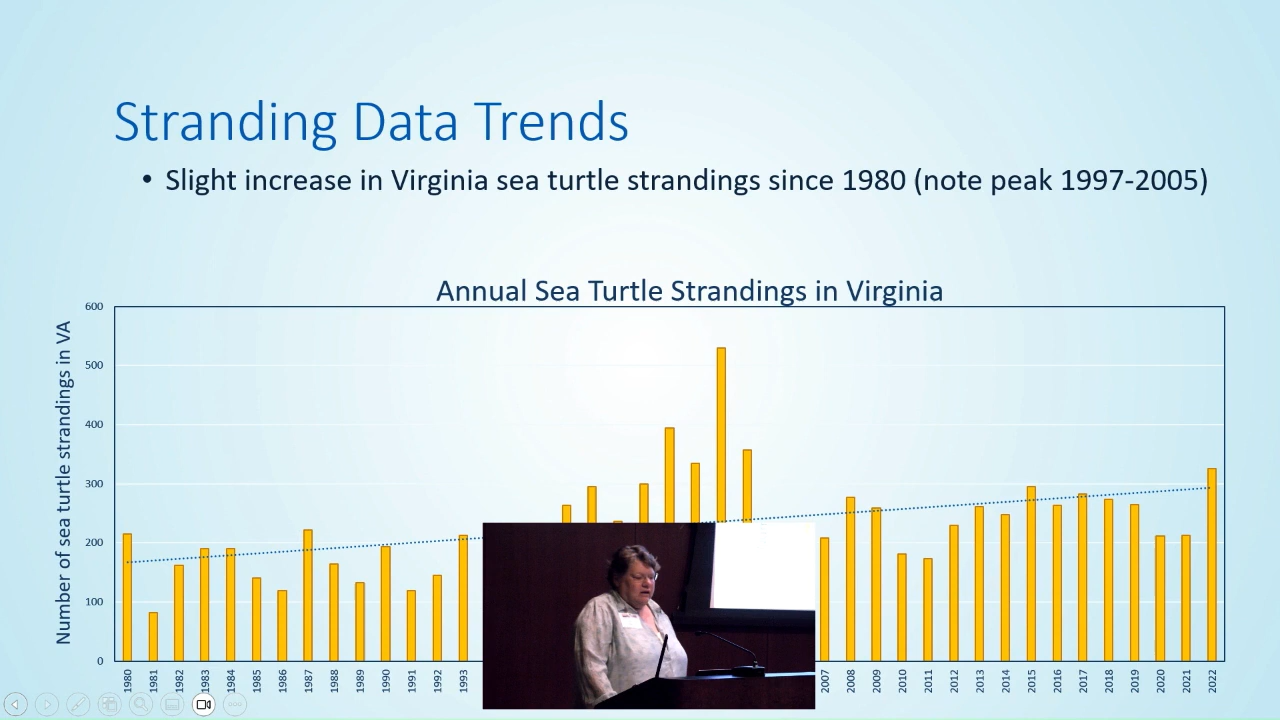 Stranding Data Trends
• Slight increase in Virginia sea turtle strandings since 1980 (note peak 1997-2005)
Annual Sea Turtle Strandings in Virginia
Number of sea turtle strandings in VA
600
500
400
300
200
100
0
1980 1981 1982 1983 1984 1985 1986 1987 1988 1989 1990 1991 1992 1993 2007 2008 2009 2010 2011 2012 2013 2014 2015 2016 2017 2018 2019 2020 2021 2022